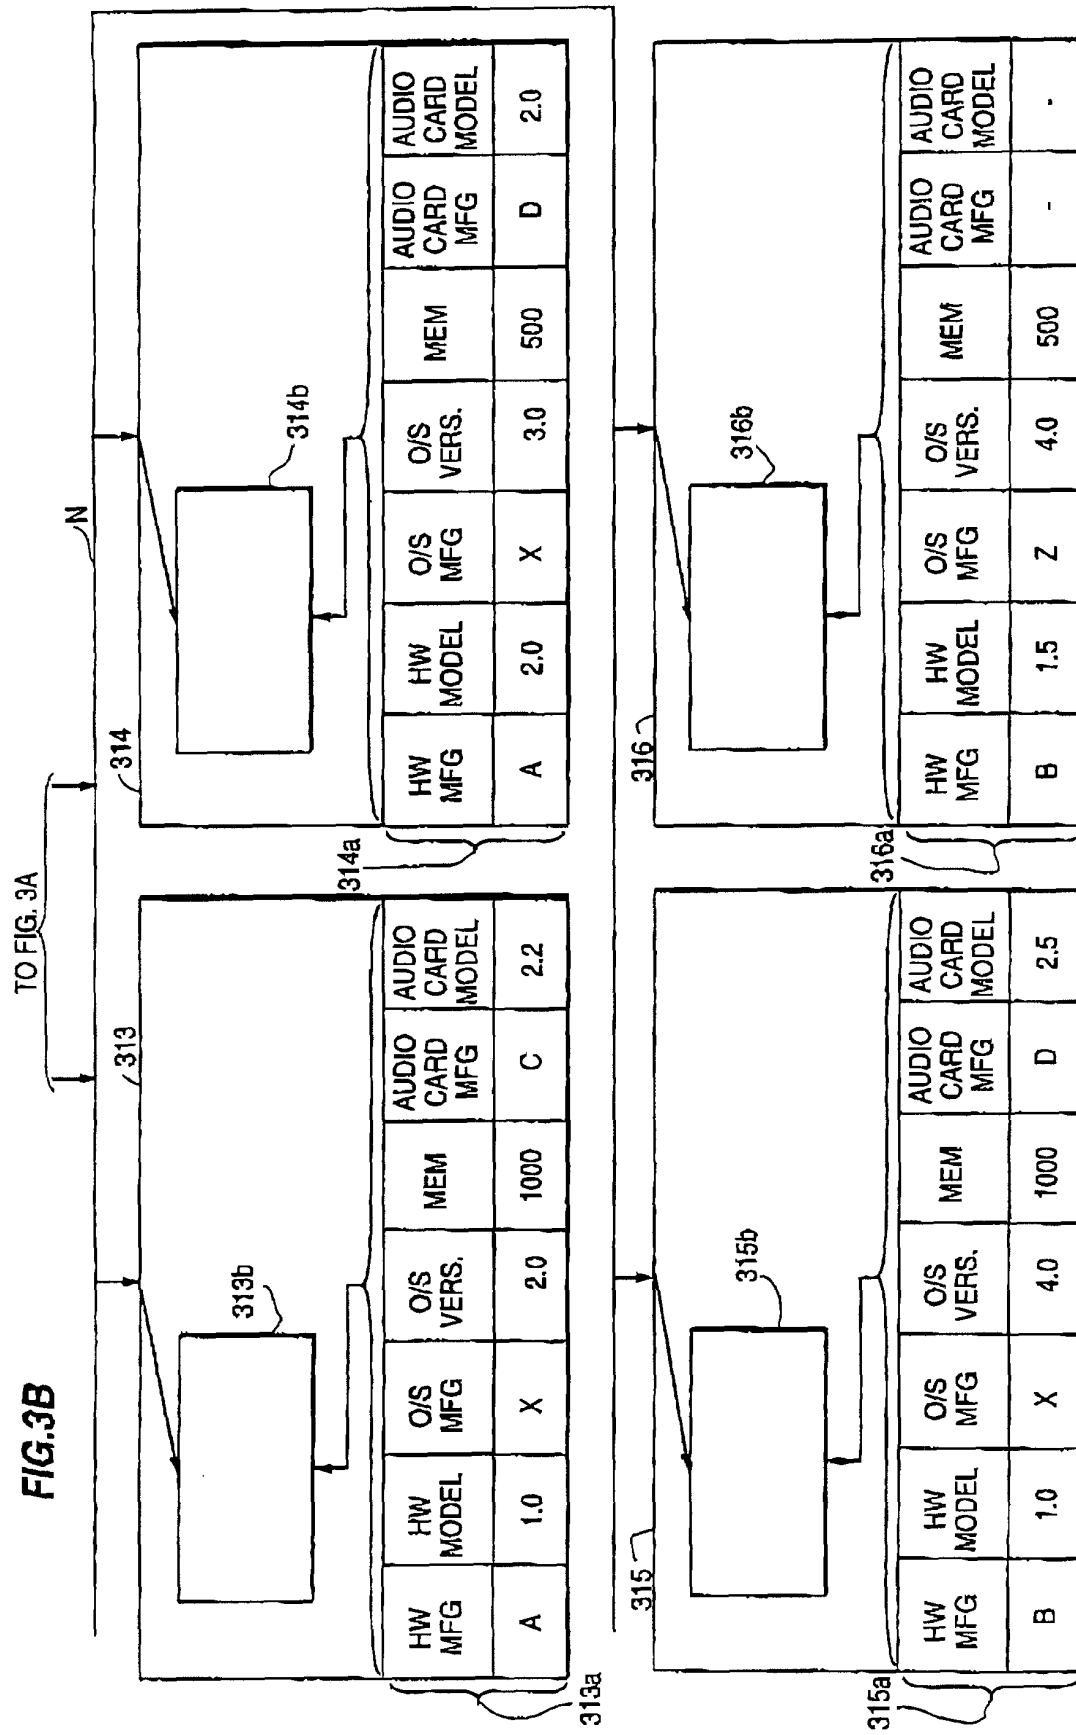 FIG.3B
TO FIG. 3A
N
313
313b
HW MFG HW MODEL O/S MFG O/S VERS. MEM AUDIO CARD MFG AUDIO CARD MODEL
A 1.0 X 2.0 1000 C 2.2
313a
314
314b
HW MFG HW MODEL O/S MFG O/S VERS. MEM AUDIO CARD MFG AUDIO CARD MODEL
A 2.0 X 3.0 500 D 2.0
314a
315
315b
HW MFG HW MODEL O/S MFG O/S VERS. MEM AUDIO CARD MFG AUDIO CARD MODEL
B 1.0 X 4.0 1000 D 2.5
315a
316
316b
HW MFG HW MODEL O/S MFG O/S VERS. MEM AUDIO CARD MFG AUDIO CARD MODEL
B 1.5 Z 4.0 500 - -
316a